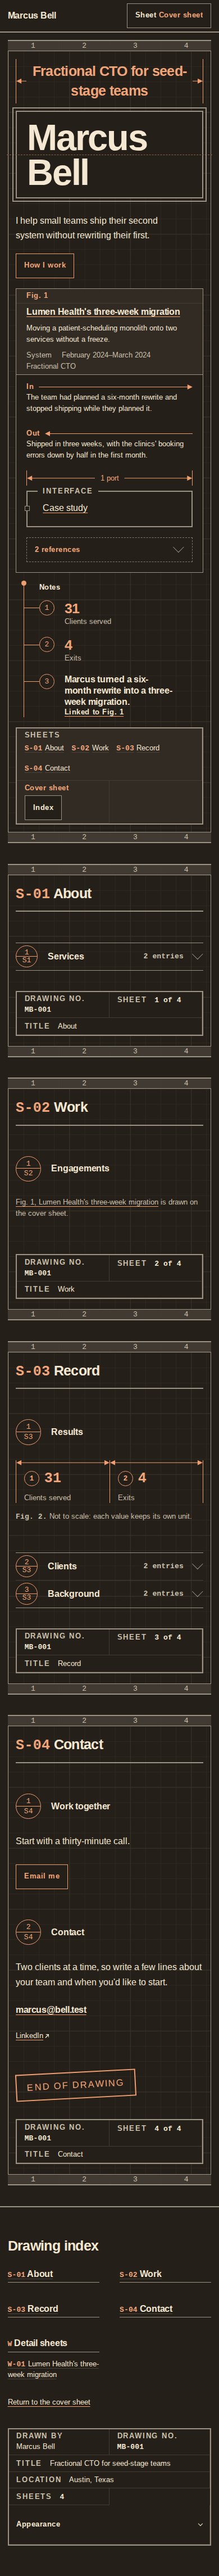 Marcus Bell
Sheet Cover sheet
1 2 3 4
Fractional CTO for seed-
stage teams
Marcus
Bell
I help small teams ship their second
system without rewriting their first.
How I work
Fig. 1
Lumen Health's three-week migration
Moving a patient-scheduling monolith onto two
services without a freeze.
System February 2024–March 2024
Fractional CTO
In
The team had planned a six-month rewrite and
stopped shipping while they planned it.
Out
Shipped in three weeks, with the clinics' booking
errors down by half in the first month.
1 port
INTERFACE
Case study
2 references
Notes
1 31
Clients served
2 4
Exits
3 Marcus turned a six-
month rewrite into a three-
week migration.
Linked to Fig. 1
SHEETS
S-01 About S-02 Work S-03 Record
S-04 Contact
Cover sheet
Index
1 2 3 4
1 2 3 4
S-01 About
1
S1
Services 2 entries
DRAWING NO.
MB-001
SHEET 1 of 4
TITLE About
1 2 3 4
1 2 3 4
S-02 Work
1
S2
Engagements
Fig. 1, Lumen Health's three-week migration is drawn on
the cover sheet.
DRAWING NO.
MB-001
SHEET 2 of 4
TITLE Work
1 2 3 4
1 2 3 4
S-03 Record
1
S3
Results
1 31
Clients served
2 4
Exits
Fig. 2. Not to scale: each value keeps its own unit.
2
S3
Clients 2 entries
3
S3
Background 2 entries
DRAWING NO.
MB-001
SHEET 3 of 4
TITLE Record
1 2 3 4
1 2 3 4
S-04 Contact
1
S4
Work together
Start with a thirty-minute call.
Email me
2
S4
Contact
Two clients at a time, so write a few lines about
your team and when you'd like to start.
marcus@bell.test
LinkedIn
END OF DRAWING
DRAWING NO.
MB-001
SHEET 4 of 4
TITLE Contact
1 2 3 4
Drawing index
S-01 About
S-02 Work
S-03 Record
S-04 Contact
W Detail sheets
W-01 Lumen Health's three-
week migration
Return to the cover sheet
DRAWN BY
Marcus Bell
DRAWING NO.
MB-001
TITLE Fractional CTO for seed-stage teams
LOCATION Austin, Texas
SHEETS 4
Appearance